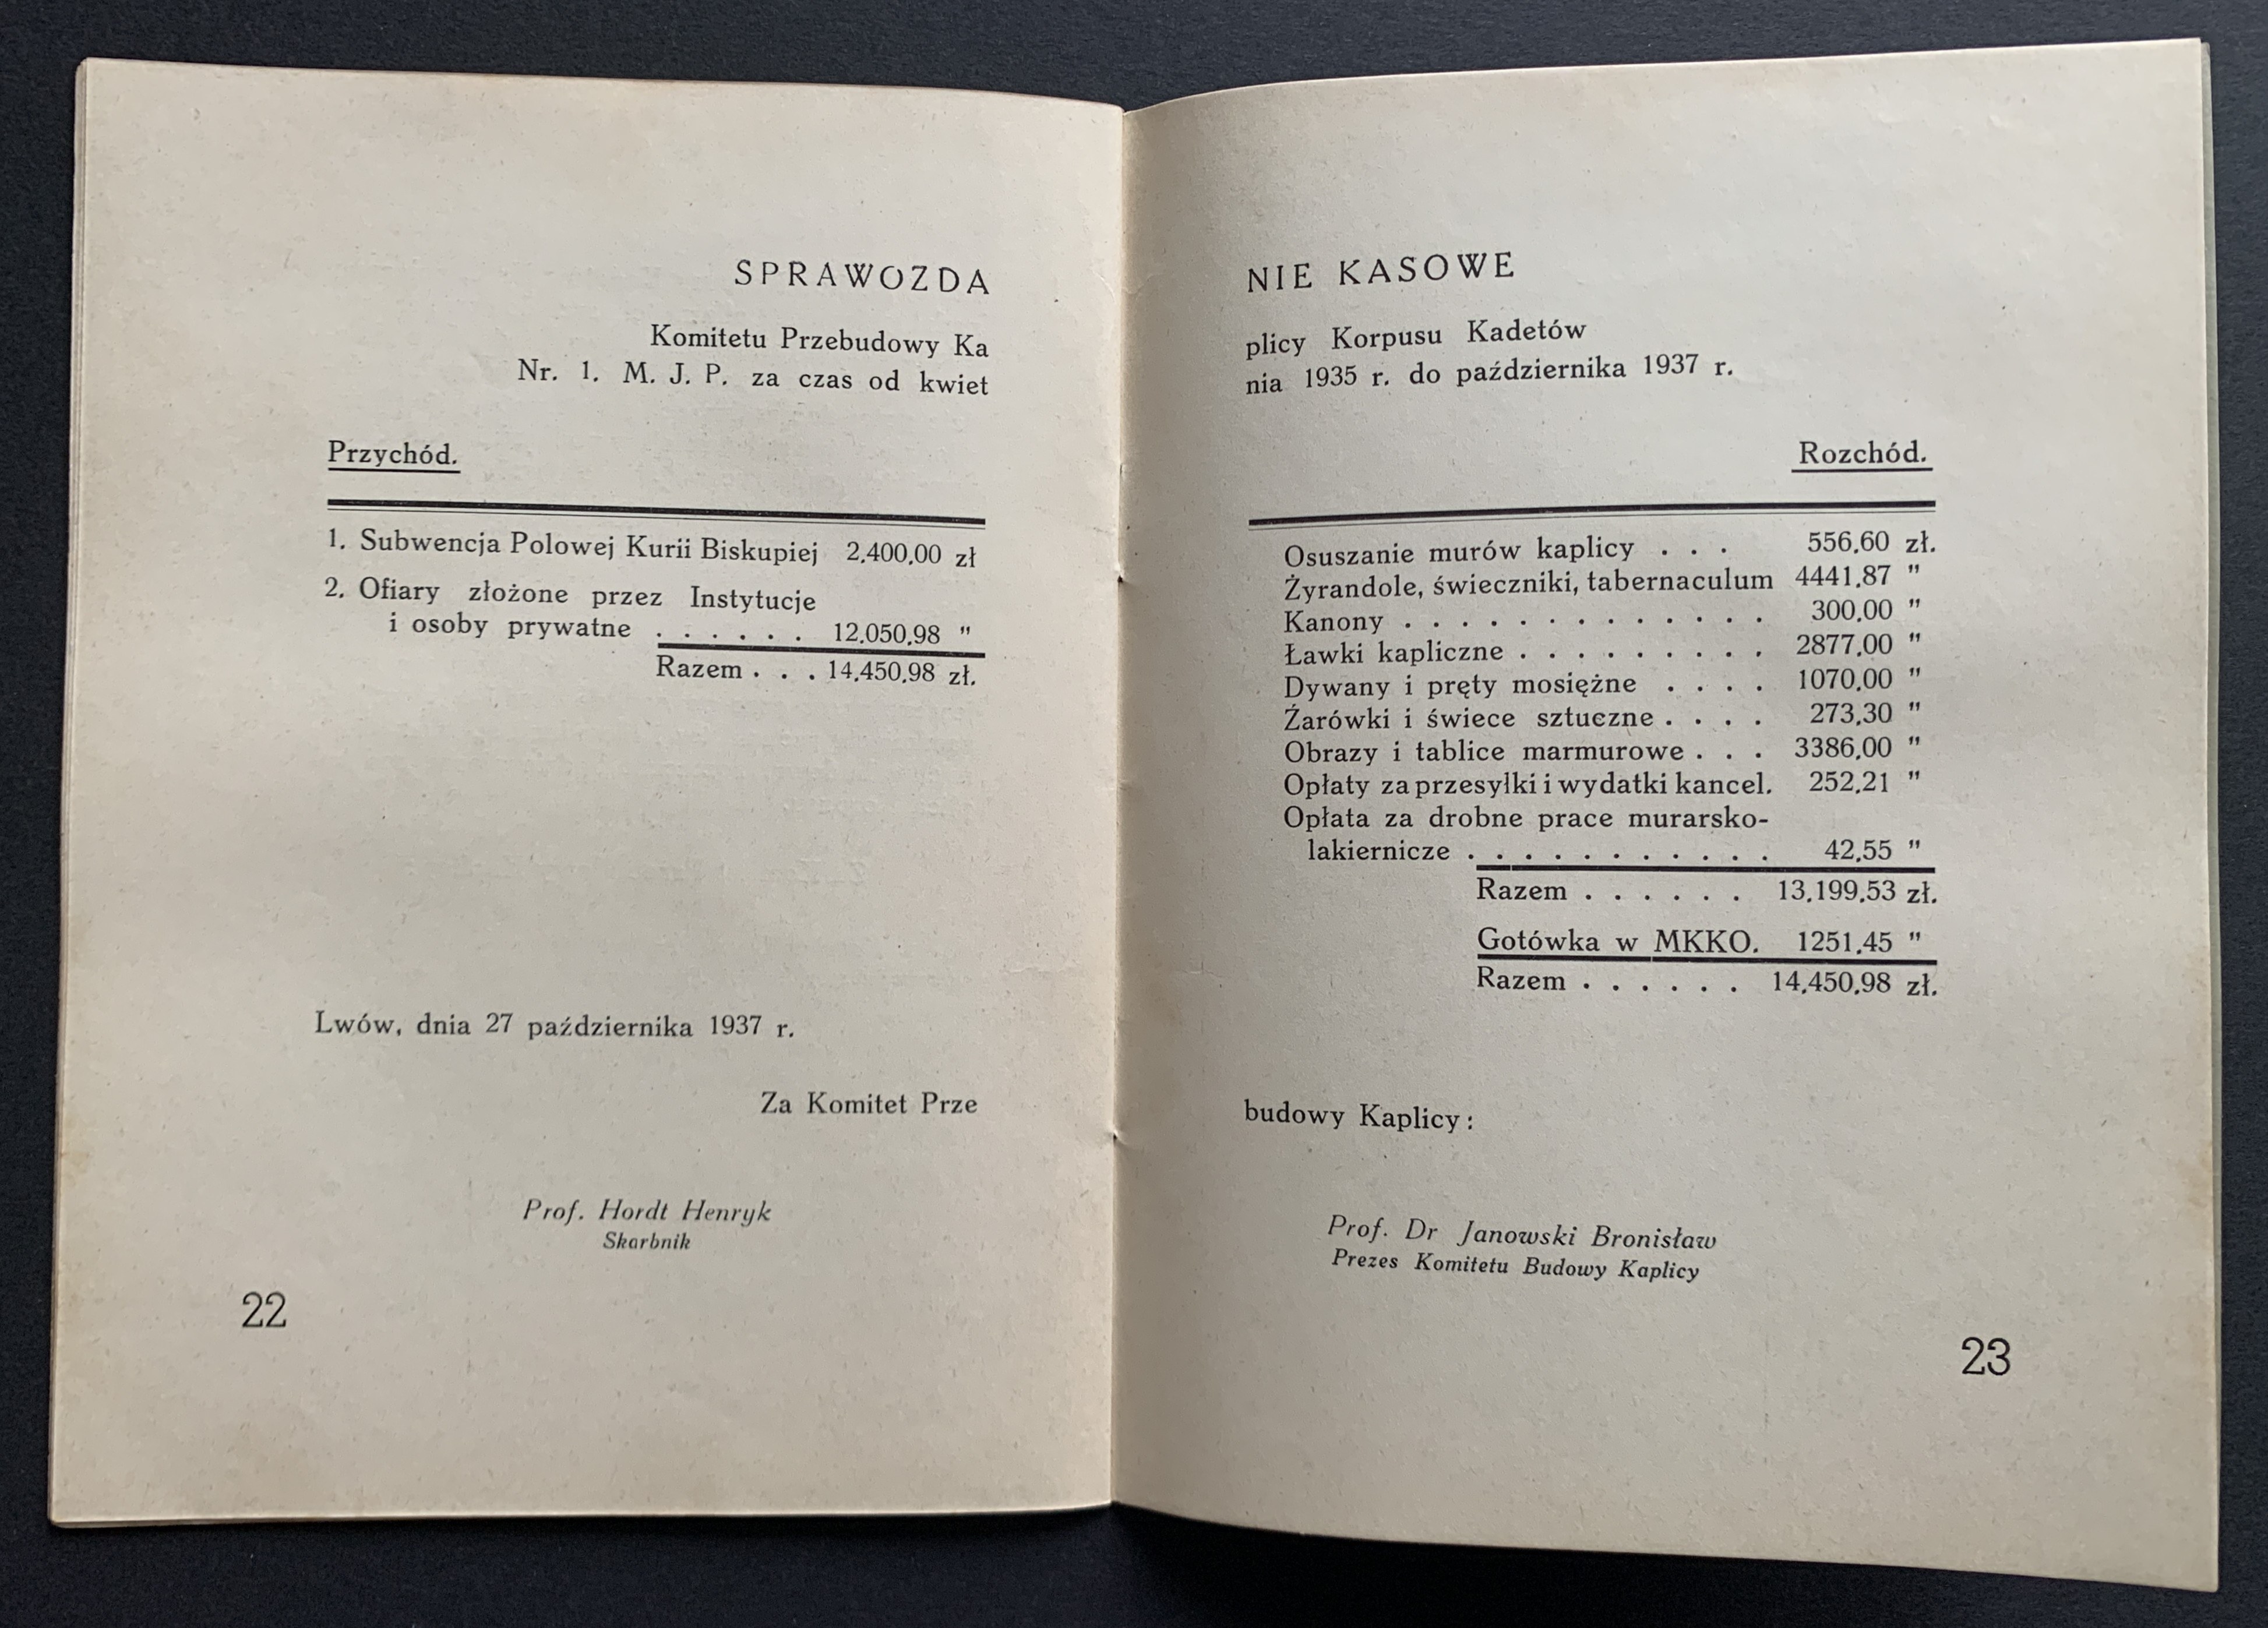 SPRAWOZDA
Komitetu Przebudowy Ka
Nr. 1. M. J. P. za czas od kwiet
Przychód.
1. Subwencja Polowej Kurii Biskupiej 2,400,00 zł
2. Ofiary złożone przez Instytucje
i osoby prywatne . . . . . . 12.050,98 "
Razem . . . 14,450,98 zł.
Lwów, dnia 27 października 1937 r.
Za Komitet Prze
Prof. Hordt Henryk
Skarbnik
22
NIE KASOWE
plicy Korpusu Kadetów
nia 1935 r. do października 1937 r.
Rozchód.
Osuszanie murów kaplicy . . . 556,60 zł.
Żyrandole, świeczniki, tabernaculum 4441,87 "
Kanony . . . . . . . . . . . . . 300,00 "
Ławki kapliczne . . . . . . . . . 2877,00 "
Dywany i pręty mosiężne . . . . 1070,00 "
Żarówki i świece sztuczne . . . . 273,30 "
Obrazy i tablice marmurowe . . . 3386,00 "
Opłaty za przesyłki i wydatki kancel. 252,21 "
Opłata za drobne prace murarsko-
lakiernicze . . . . . . . . . . . 42,55 "
Razem . . . . . . 13,199,53 zł.
Gotówka w MKKO. 1251,45 "
Razem . . . . . . 14,450,98 zł.
budowy Kaplicy :
Prof. Dr Janowski Bronisław
Prezes Komitetu Budowy Kaplicy
23